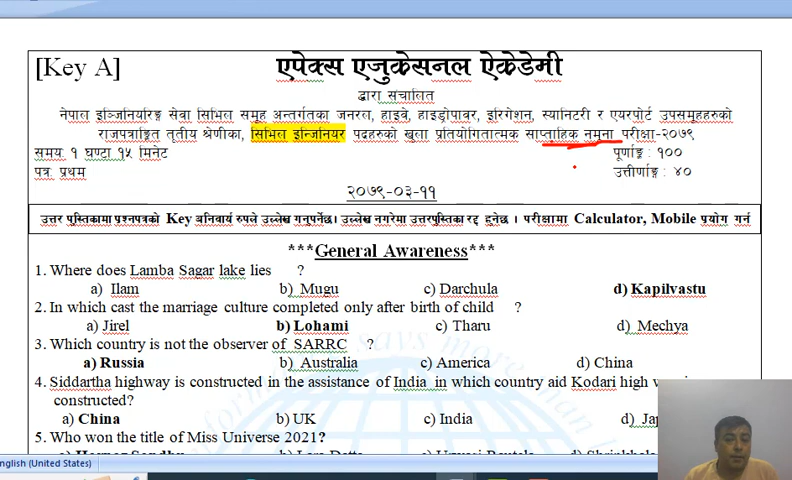 [Key A] एपेक्स एजुकेसनल ऐकेडेमी
द्वारा संचालित
नेपाल इञ्जिनियरिङ्ग सेवा सिभिल समूह अन्तर्गतका जनरल, हाइवे, हाइड्रोपावर, इरिगेशन, स्यानिटरी र एयरपोर्ट उपसमूहहरुको
राजपत्राङ्कित तृतीय श्रेणीका, सिभिल इन्जिनियर पदहरुको खुला प्रतियोगितात्मक साप्ताहिक नमूना परीक्षा-२०७९
समय: १ घण्टा १५ मिनेट पूर्णाङ्क : १००
पत्र: प्रथम उत्तीर्णाङ्क : ४०
२०७९-०३-११
उत्तर पुस्तिकामा प्रश्नपत्रको Key अनिवार्य रुपले उल्लेख गनुपर्नेछ। उल्लेख नगरेमा उत्तरपुस्तिका रद्द हुनेछ । परीक्षामा Calculator, Mobile प्रयोग गर्न
***General Awareness***
1. Where does Lamba Sagar lake lies ?
a) Ilam b) Mugu c) Darchula d) Kapilvastu
2. In which cast the marriage culture completed only after birth of child ?
a) Jirel b) Lohami c) Tharu d) Mechya
3. Which country is not the observer of SARRC ?
a) Russia b) Australia c) America d) China
4. Siddartha highway is constructed in the assistance of India in which country aid Kodari high
constructed?
a) China b) UK c) India d)
5. Who won the title of Miss Universe 2021?
nglish (United States)